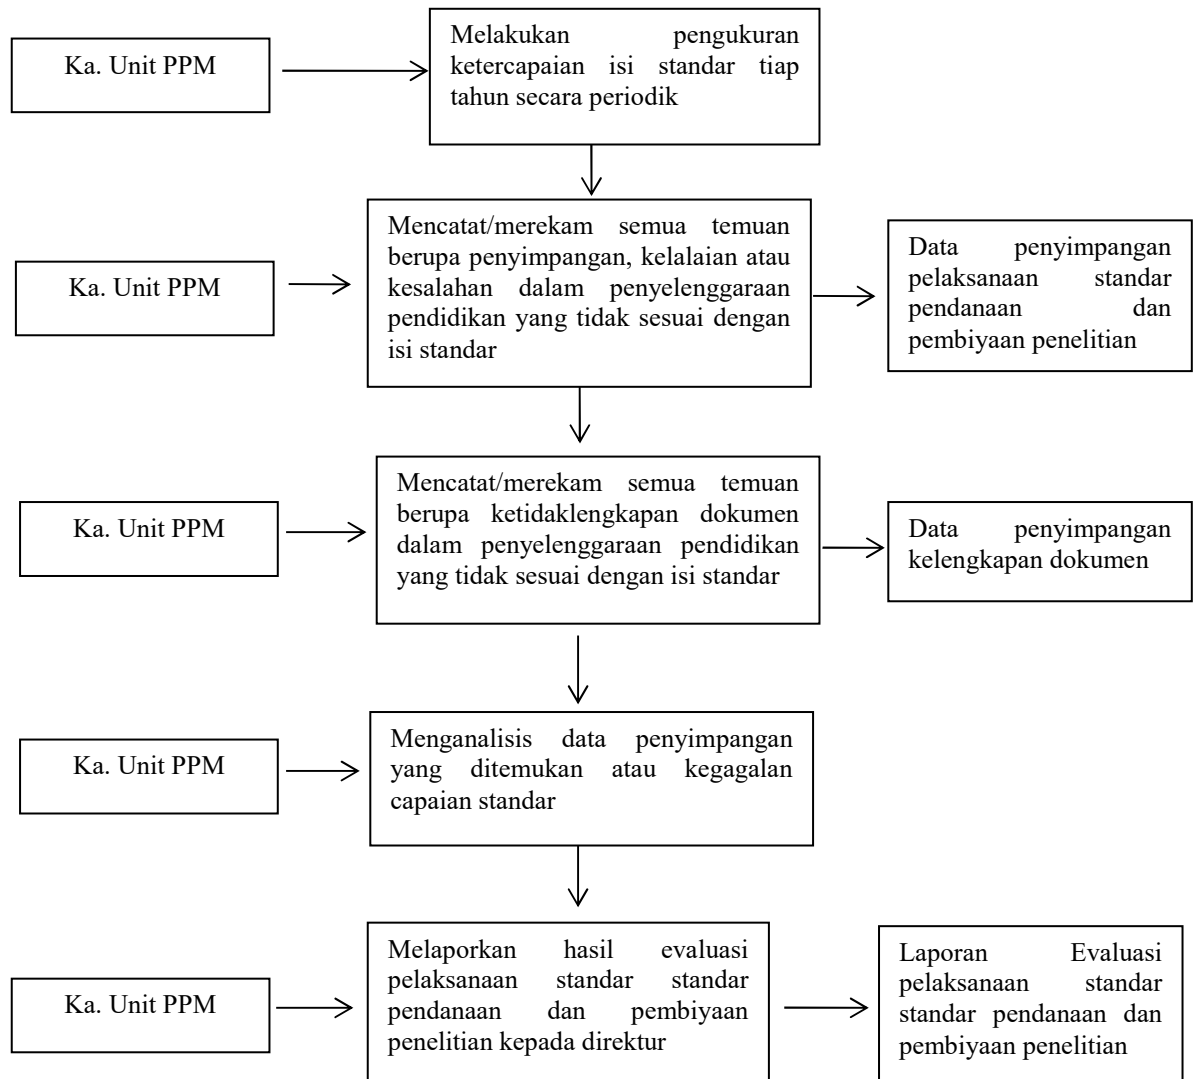 Ka. Unit PPM
Melakukan pengukuran
ketercapaian isi standar tiap
tahun secara periodik
Ka. Unit PPM
Mencatat/merekam semua temuan
berupa penyimpangan, kelalaian atau
kesalahan dalam penyelenggaraan
pendidikan yang tidak sesuai dengan
isi standar
Data penyimpangan
pelaksanaan standar
pendanaan dan
pembiyaan penelitian
Ka. Unit PPM
Mencatat/merekam semua temuan
berupa ketidaklengkapan dokumen
dalam penyelenggaraan pendidikan
yang tidak sesuai dengan isi standar
Data penyimpangan
kelengkapan dokumen
Ka. Unit PPM
Menganalisis data penyimpangan
yang ditemukan atau kegagalan
capaian standar
Ka. Unit PPM
Melaporkan hasil evaluasi
pelaksanaan standar standar
pendanaan dan pembiyaan
penelitian kepada direktur
Laporan Evaluasi
pelaksanaan standar
standar pendanaan dan
pembiyaan penelitian